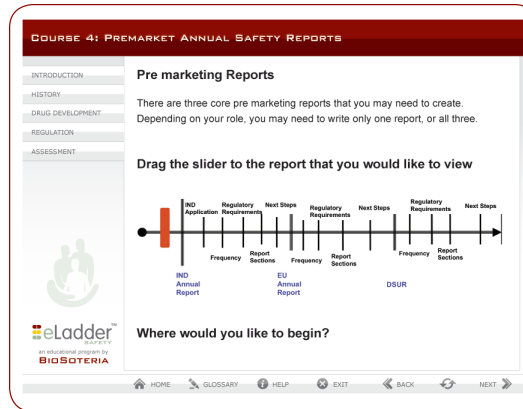 COURSE 4: PREMARKET ANNUAL SAFETY REPORTS
INTRODUCTION
HISTORY
DRUG DEVELOPMENT
REGULATION
ASSESSMENT
Pre marketing Reports
There are three core pre marketing reports that you may need to create.
Depending on your role, you may need to write only one report, or all three.
Drag the slider to the report that you would like to view
IND
Application
Regulatory
Requirements
Next Steps
Regulatory
Requirements
Next Steps
Regulatory
Requirements
Next Steps
Frequency
Report
Sections
Frequency
Report
Sections
Frequency
Report
Sections
IND
Annual
Report
EU
Annual
Report
DSUR
Where would you like to begin?
eLadder™
SAFETY
an educational program by
BIOSOTERIA
HOME
GLOSSARY
HELP
EXIT
BACK
NEXT